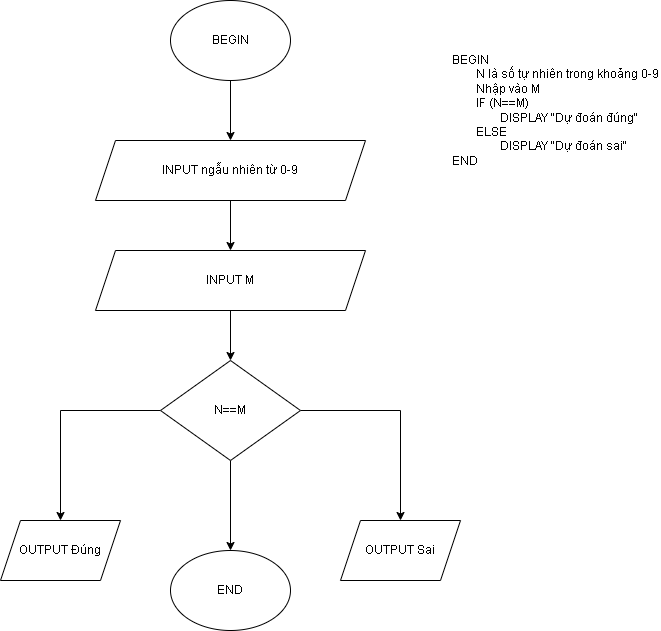 BEGIN
INPUT ngẫu nhiên từ 0-9
INPUT M
N==M
OUTPUT Đúng
OUTPUT Sai
END
BEGIN
N là số tự nhiên trong khoảng 0-9
Nhập vào M
IF (N==M)
DISPLAY "Dự đoán đúng"
ELSE
DISPLAY "Dự đoán sai"
END